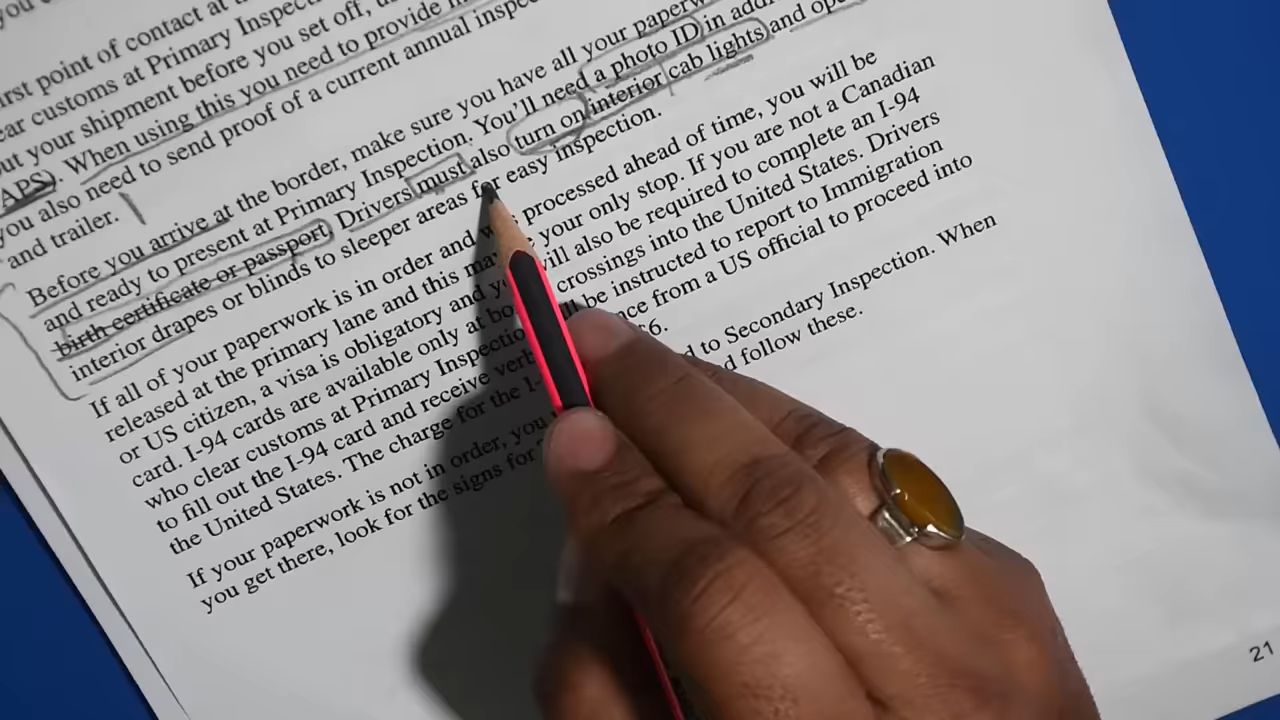 you
first point of contact at
customs at Primary Inspec
your shipment before you set off,
APS). When using this you need to provide
you also need to send proof of a current annual inspe
and trailer.
Before you arrive at the border, make sure you have all your paperw
and ready to present at Primary Inspection. You'll need a photo ID in addi
birth certificate or passport. Drivers must also turn on interior cab lights and ope
interior drapes or blinds to sleeper areas for easy inspection.
If all of your paperwork is in order and processed ahead of time, you will be
released at the primary lane and this your only stop. If you are not a Canadian
or US citizen, a visa is obligatory and will also be required to complete an I-94
card. I-94 cards are available only at crossings into the United States. Drivers
who clear customs at Primary Inspectio be instructed to report to Immigration
to fill out the I-94 card and receive verb from a US official to proceed into
the United States. The charge for the 6.
If your paperwork is not in order, you to Secondary Inspection. When
you get there, look for the signs for follow these.
21